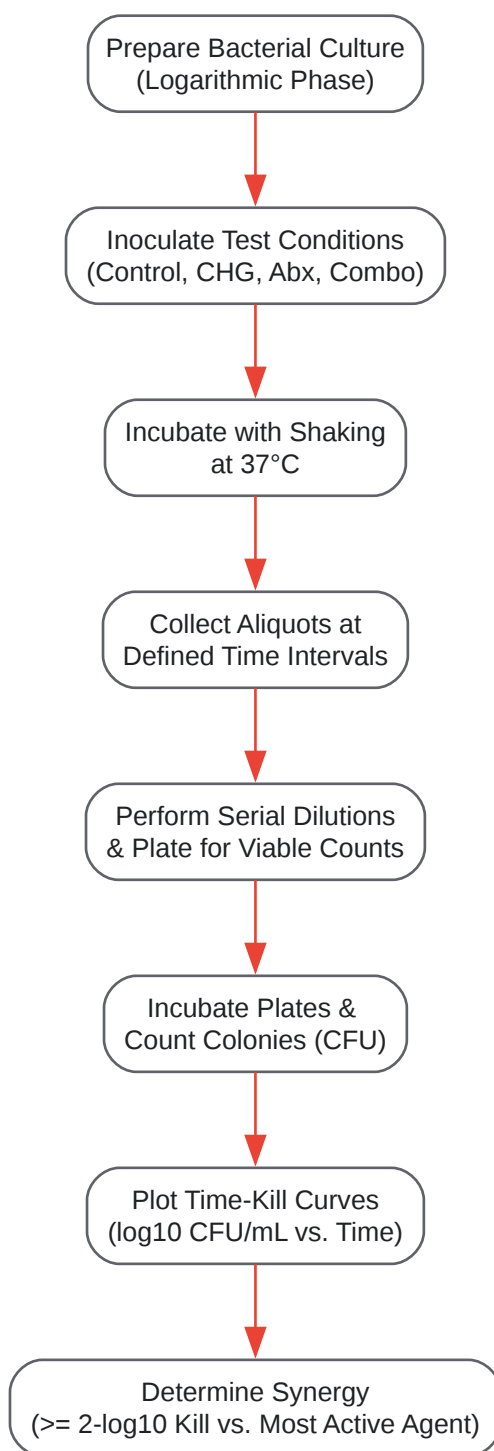 Prepare Bacterial Culture
(Logarithmic Phase)
Inoculate Test Conditions
(Control, CHG, Abx, Combo)
Incubate with Shaking
at 37°C
Collect Aliquots at
Defined Time Intervals
Perform Serial Dilutions
& Plate for Viable Counts
Incubate Plates &
Count Colonies (CFU)
Plot Time-Kill Curves
(log10 CFU/mL vs. Time)
Determine Synergy
(>= 2-log10 Kill vs. Most Active Agent)